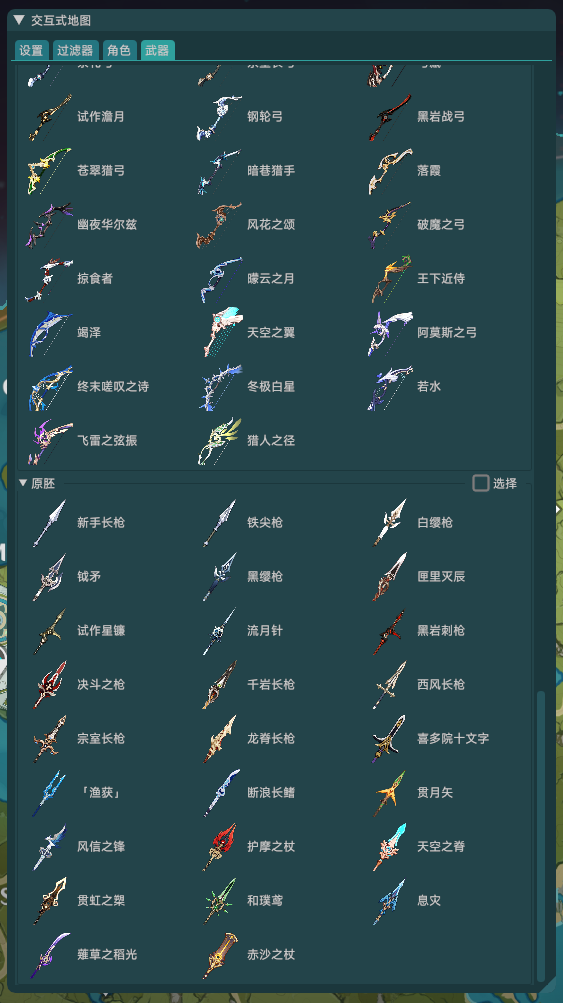 交互式地图
设置 过滤器 角色 武器
试作澹月 钢轮弓 黑岩战弓
苍翠猎弓 暗巷猎手 落霞
幽夜华尔兹 风花之颂 破魔之弓
掠食者 曚云之月 王下近侍
竭泽 天空之翼 阿莫斯之弓
终末嗟叹之诗 冬极白星 若水
飞雷之弦振 猎人之径
原胚 选择
新手长枪 铁尖枪 白缨枪
钺矛 黑缨枪 匣里灭辰
试作星镰 流月针 黑岩刺枪
决斗之枪 千岩长枪 西风长枪
宗室长枪 龙脊长枪 喜多院十文字
「渔获」 断浪长鳍 贯月矢
风信之锋 护摩之杖 天空之脊
贯虹之槊 和璞鸢 息灾
薙草之稻光 赤沙之杖